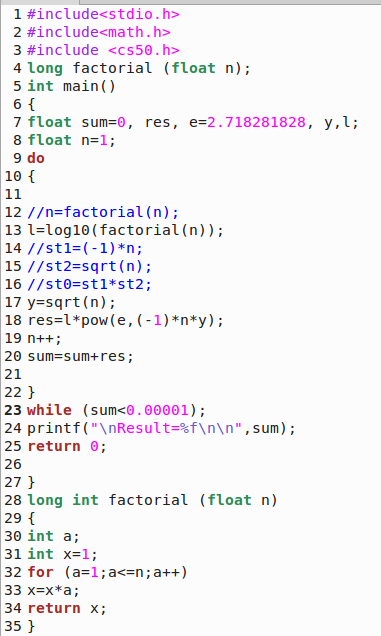 1 #include<stdio.h>
2 #include<math.h>
3 #include <cs50.h>
4 long factorial (float n);
5 int main()
6 {
7 float sum=0, res, e=2.718281828, y,l;
8 float n=1;
9 do
10 {
11
12 //n=factorial(n);
13 l=log10(factorial(n));
14 //st1=(-1)*n;
15 //st2=sqrt(n);
16 //st0=st1*st2;
17 y=sqrt(n);
18 res=l*pow(e,(-1)*n*y);
19 n++;
20 sum=sum+res;
21
22 }
23 while (sum<0.00001);
24 printf("\nResult=%f\n\n",sum);
25 return 0;
26
27 }
28 long int factorial (float n)
29 {
30 int a;
31 int x=1;
32 for (a=1;a<=n;a++)
33 x=x*a;
34 return x;
35 }